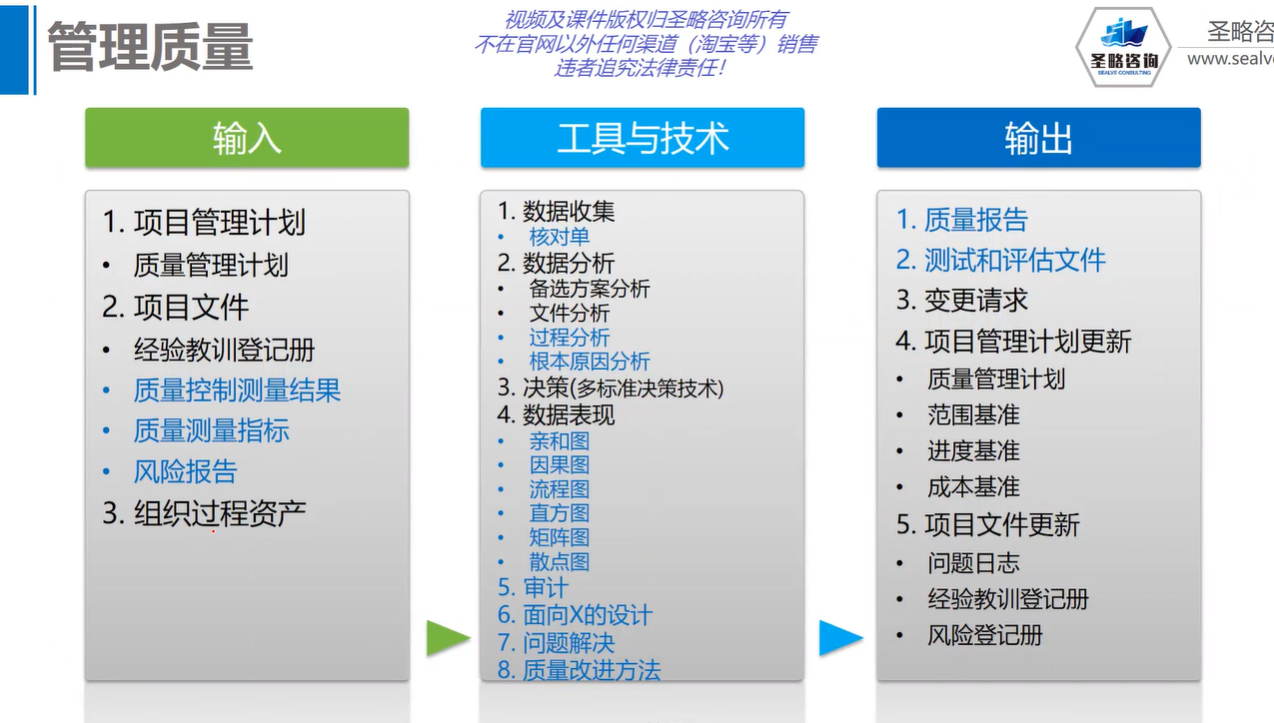 管理质量
视频及课件版权归圣略咨询所有
不在官网以外任何渠道（淘宝等）销售
违者追究法律责任！
圣略咨询
SEALVE CONSULTING
圣略咨
www.sealve
输入
1. 项目管理计划
• 质量管理计划
2. 项目文件
• 经验教训登记册
• 质量控制测量结果
• 质量测量指标
• 风险报告
3. 组织过程资产
工具与技术
1. 数据收集
• 核对单
2. 数据分析
• 备选方案分析
• 文件分析
• 过程分析
• 根本原因分析
3. 决策(多标准决策技术)
4. 数据表现
• 亲和图
• 因果图
• 流程图
• 直方图
• 矩阵图
• 散点图
5. 审计
6. 面向X的设计
7. 问题解决
8. 质量改进方法
输出
1. 质量报告
2. 测试和评估文件
3. 变更请求
4. 项目管理计划更新
• 质量管理计划
• 范围基准
• 进度基准
• 成本基准
5. 项目文件更新
• 问题日志
• 经验教训登记册
• 风险登记册